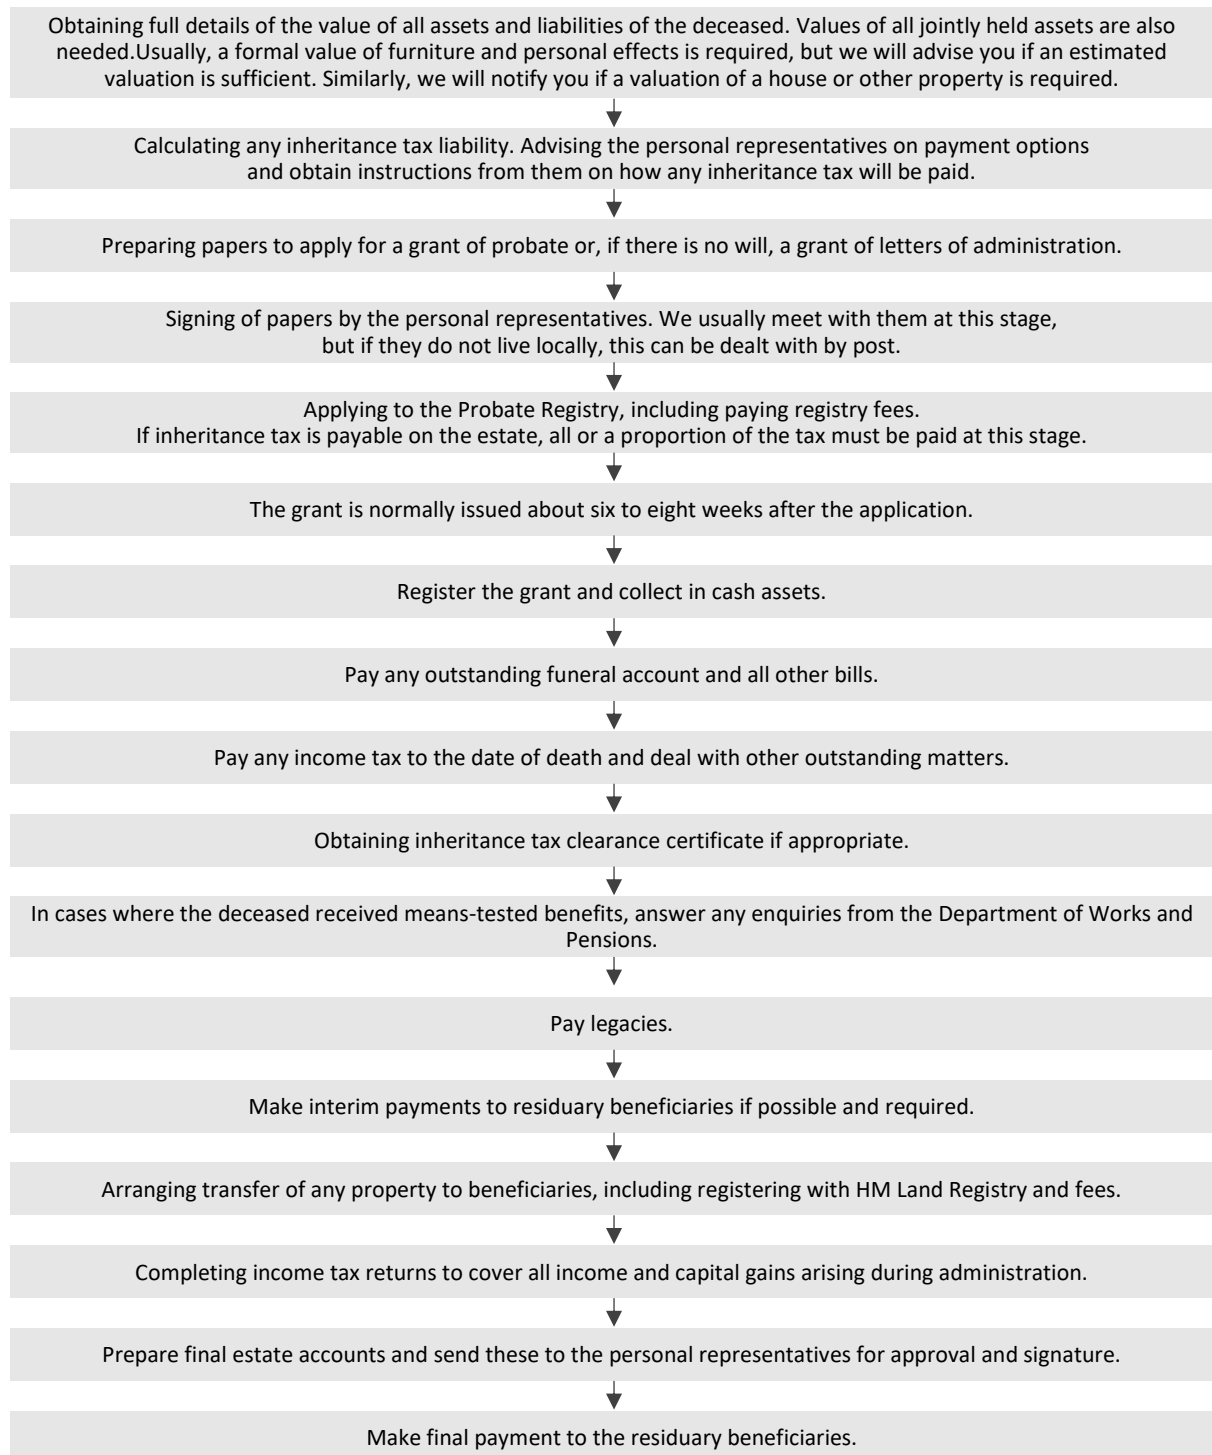 Obtaining full details of the value of all assets and liabilities of the deceased. Values of all jointly held assets are also
needed.Usually, a formal value of furniture and personal effects is required, but we will advise you if an estimated
valuation is sufficient. Similarly, we will notify you if a valuation of a house or other property is required.
Calculating any inheritance tax liability. Advising the personal representatives on payment options
and obtain instructions from them on how any inheritance tax will be paid.
Preparing papers to apply for a grant of probate or, if there is no will, a grant of letters of administration.
Signing of papers by the personal representatives. We usually meet with them at this stage,
but if they do not live locally, this can be dealt with by post.
Applying to the Probate Registry, including paying registry fees.
If inheritance tax is payable on the estate, all or a proportion of the tax must be paid at this stage.
The grant is normally issued about six to eight weeks after the application.
Register the grant and collect in cash assets.
Pay any outstanding funeral account and all other bills.
Pay any income tax to the date of death and deal with other outstanding matters.
Obtaining inheritance tax clearance certificate if appropriate.
In cases where the deceased received means-tested benefits, answer any enquiries from the Department of Works and
Pensions.
Pay legacies.
Make interim payments to residuary beneficiaries if possible and required.
Arranging transfer of any property to beneficiaries, including registering with HM Land Registry and fees.
Completing income tax returns to cover all income and capital gains arising during administration.
Prepare final estate accounts and send these to the personal representatives for approval and signature.
Make final payment to the residuary beneficiaries.